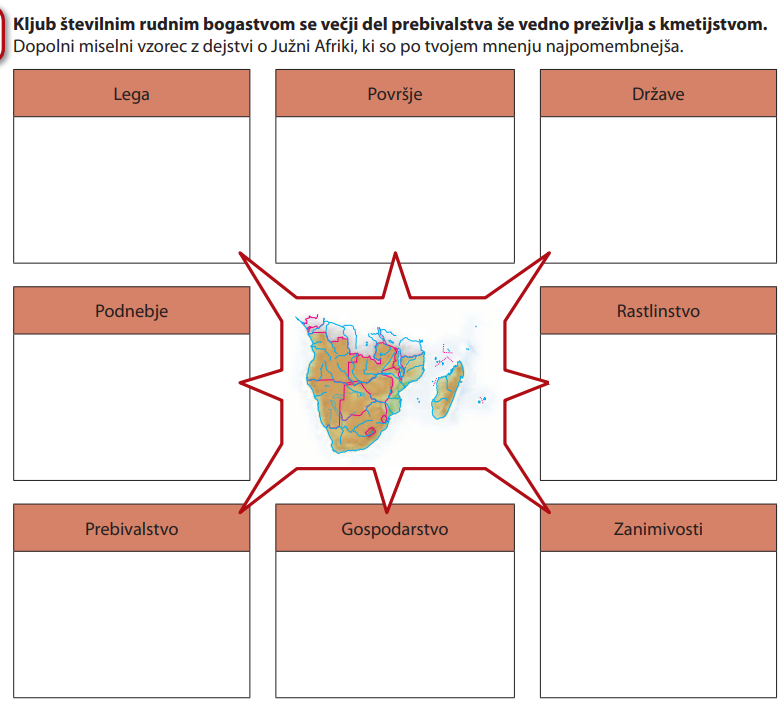 Kljub številnim rudnim bogastvom se večji del prebivalstva še vedno preživlja s kmetijstvom.
Dopolni miselni vzorec z dejstvi o Južni Afriki, ki so po tvojem mnenju najpomembnejša.
Lega
Površje
Države
Podnebje
Rastlinstvo
Prebivalstvo
Gospodarstvo
Zanimivosti